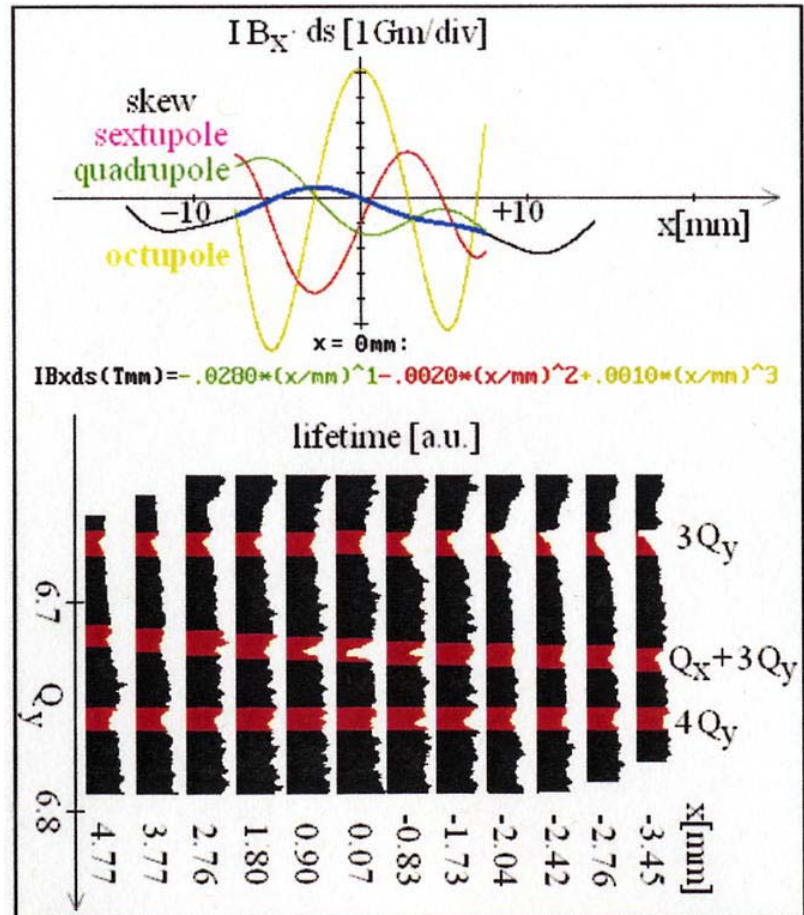 I B_x · ds [1Gm/div]
skew
sextupole
quadrupole
-10
+10
x[mm]
octupole
x = 0mm:
IBxds(Tmm)=-.0280*(x/mm)^1-.0020*(x/mm)^2+.0010*(x/mm)^3
lifetime [a.u.]
3Q_y
6.7
Q_x+3Q_y
Q_y
4Q_y
6.8
4.77 3.77 2.76 1.80 0.90 0.07 -0.83 -1.73 -2.04 -2.42 -2.76 -3.45 x[mm]